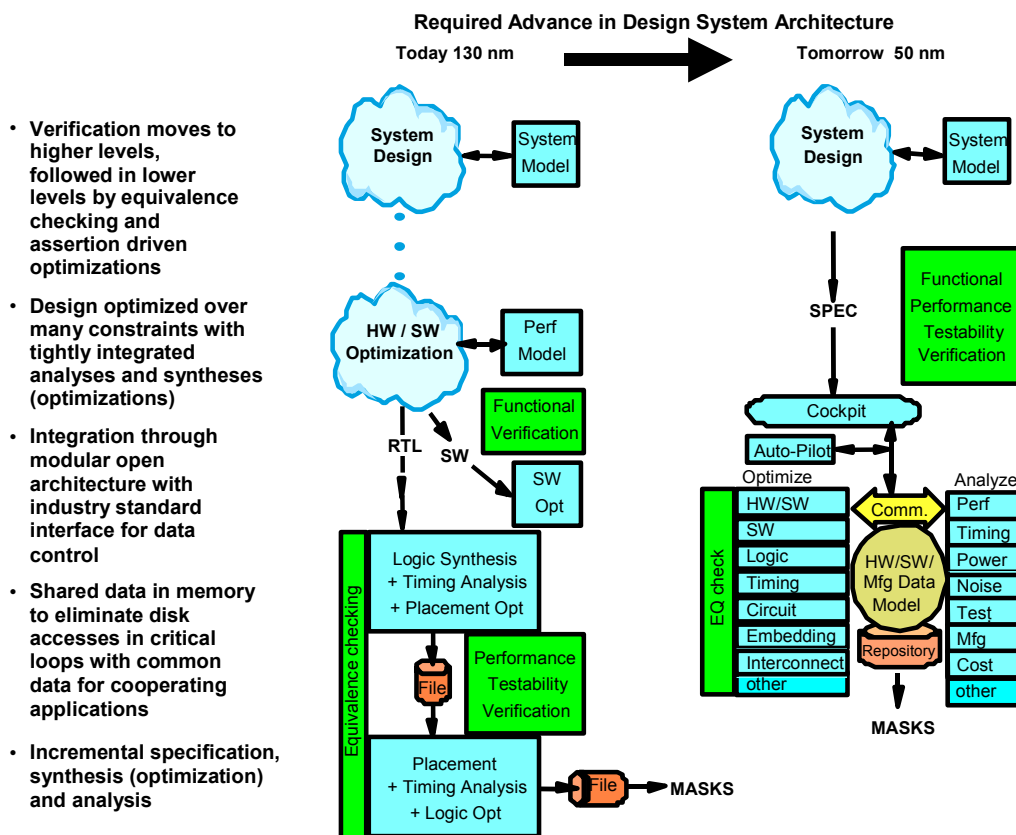 Required Advance in Design System Architecture
Today 130 nm
Tomorrow 50 nm
• Verification moves to
higher levels,
followed in lower
levels by equivalence
checking and
assertion driven
optimizations
• Design optimized over
many constraints with
tightly integrated
analyses and syntheses
(optimizations)
• Integration through
modular open
architecture with
industry standard
interface for data
control
• Shared data in memory
to eliminate disk
accesses in critical
loops with common
data for cooperating
applications
• Incremental specification,
synthesis (optimization)
and analysis
System
Design
System
Model
HW / SW
Optimization
Perf
Model
Functional
Verification
RTL
SW
SW
Opt
Equivalence checking
Logic Synthesis
+ Timing Analysis
+ Placement Opt
File
Performance
Testability
Verification
Placement
+ Timing Analysis
+ Logic Opt
File
MASKS
System
Design
System
Model
SPEC
Functional
Performance
Testability
Verification
Cockpit
Auto-Pilot
Optimize
EQ check
HW/SW
SW
Logic
Timing
Circuit
Embedding
Interconnect
other
Comm.
HW/SW/
Mfg Data
Model
Repository
MASKS
Analyze
Perf
Timing
Power
Noise
Test
Mfg
Cost
other